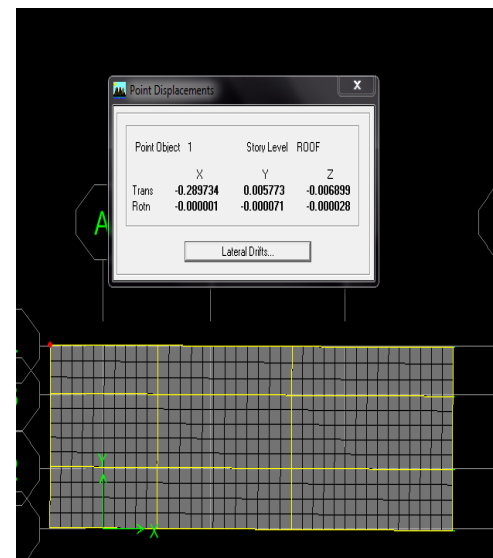 Point Displacements
X
Point Object 1 Story Level ROOF
X Y Z
Trans -0.289734 0.005773 -0.006899
Rotn -0.000001 -0.000071 -0.000028
Lateral Drifts...
A
Y
X